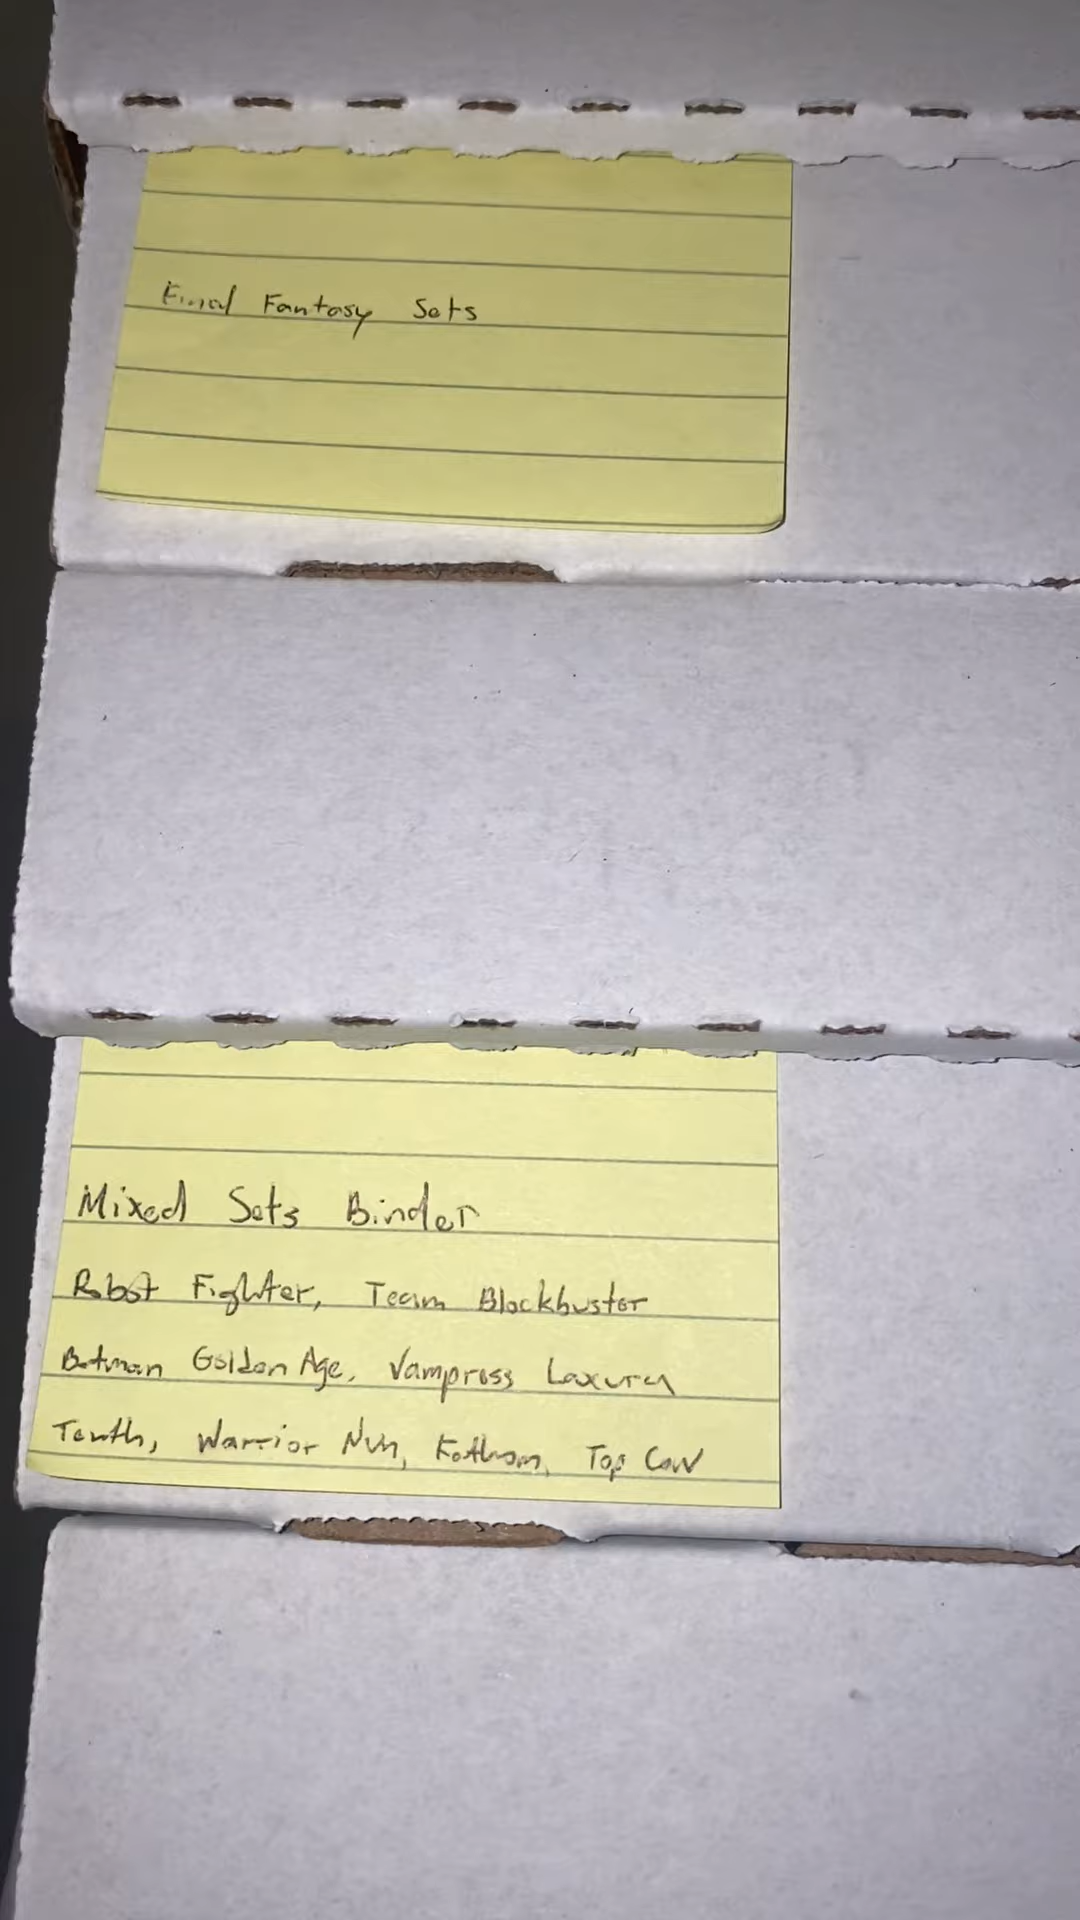 Final Fantasy Sets
Mixed Sets Binder
Robot Fighter, Team Blockbuster
Batman Golden Age, Vampress Luxura
Tenth, Warrior Nun, Fathom, Top Cow